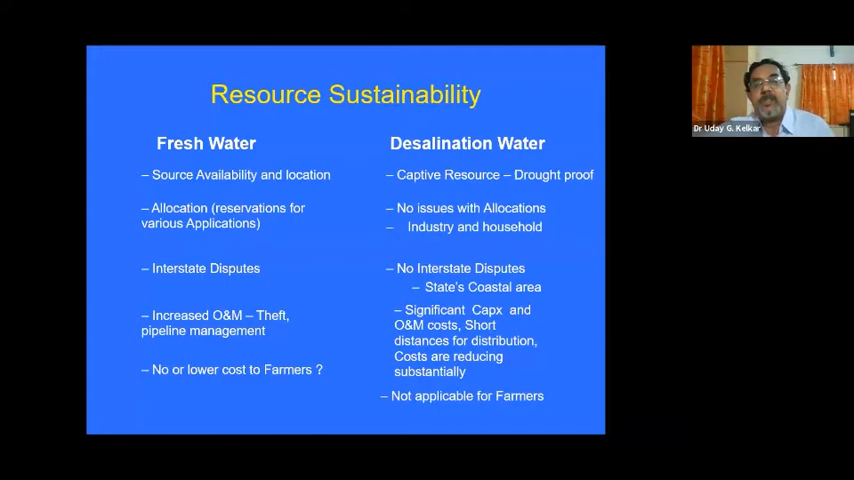 Resource Sustainability
Fresh Water
– Source Availability and location
– Allocation (reservations for
various Applications)
– Interstate Disputes
– Increased O&M – Theft,
pipeline management
– No or lower cost to Farmers ?
Desalination Water
– Captive Resource – Drought proof
– No issues with Allocations
– Industry and household
– No Interstate Disputes
– State's Coastal area
– Significant Capx and
O&M costs, Short
distances for distribution,
Costs are reducing
substantially
– Not applicable for Farmers
Dr Uday G. Kelkar